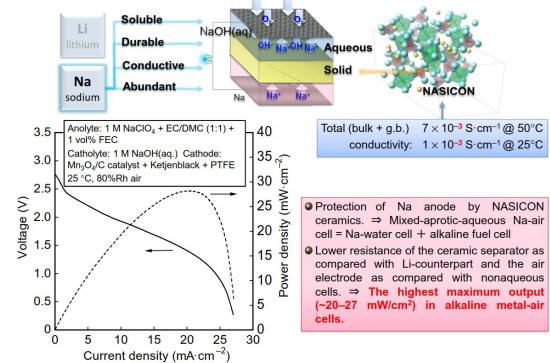 Li
lithium
Na
sodium
Soluble
Durable
Conductive
Abundant
NaOH(aq)
O₂
O₂
OH⁻
Na⁺
OH⁻
Na⁺
Aqueous
Solid
Na
Na⁺
Na⁺
NASICON
Total (bulk + g.b.) 7 × 10⁻³ S·cm⁻¹ @ 50°C
conductivity: 1 × 10⁻³ S·cm⁻¹ @ 25°C
Anolyte: 1 M NaClO₄ + EC/DMC (1:1) +
1 vol% FEC
Catholyte: 1 M NaOH(aq.) Cathode:
Mn₃O₄/C catalyst + Ketjenblack + PTFE
25 °C, 80%Rh air
3.5
3.0
2.5
2.0
1.5
1.0
0.5
0
Voltage (V)
40
35
30
25
20
15
10
5
0
Power density (mW·cm⁻²)
0
5
10
15
20
25
30
Current density (mA·cm⁻²)
Protection of Na anode by NASICON
ceramics. ⇒ Mixed-aprotic-aqueous Na-air
cell = Na-water cell + alkaline fuel cell
Lower resistance of the ceramic separator as
compared with Li-counterpart and the air
electrode as compared with nonaqueous
cells. ⇒ The highest maximum output
(~20–27 mW/cm²) in alkaline metal-air
cells.